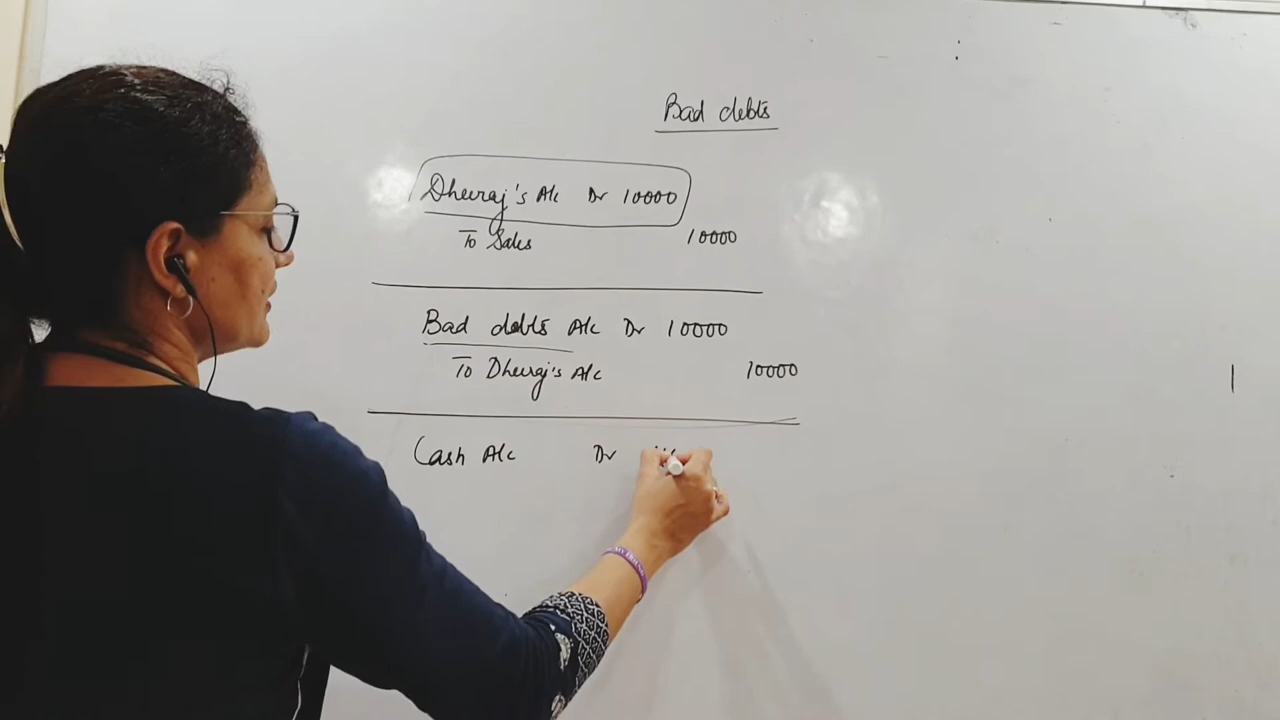 Bad debts
Dheeraj's A/c Dr 10000
To Sales 10000
Bad debts A/c Dr 10000
To Dheeraj's A/c 10000
Cash A/c Dr